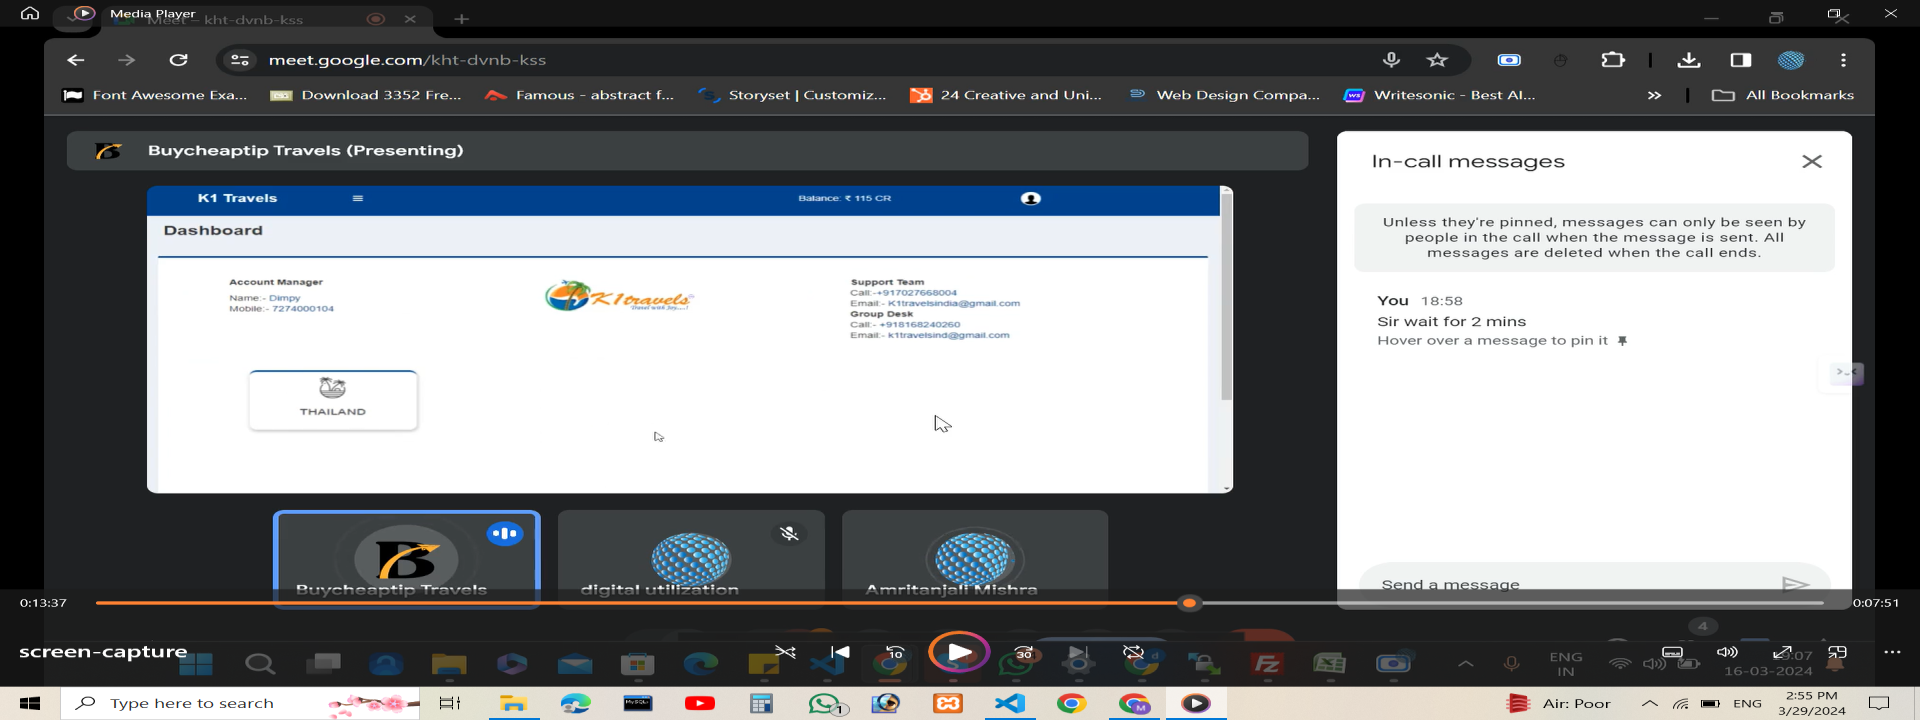 Media Player
Meet – kht-dvnb-kss
meet.google.com/kht-dvnb-kss
Font Awesome Exa...
Download 3352 Fre...
Famous - abstract f...
Storyset | Customiz...
24 Creative and Uni...
Web Design Compa...
Writesonic - Best AI...
All Bookmarks
Buycheaptip Travels (Presenting)
K1 Travels
Balance: ₹ 115 CR
Dashboard
Account Manager
Name:- Dimpy
Mobile:- 7274000104
K1travels
Support Team
Call:-+917027668004
Email:- K1travelsindia@gmail.com
Group Desk
Call:- +918168240260
Email:- k1travelsind@gmail.com
THAILAND
In-call messages
Unless they're pinned, messages can only be seen by
people in the call when the message is sent. All
messages are deleted when the call ends.
You 18:58
Sir wait for 2 mins
Hover over a message to pin it
Send a message
Buycheaptip Travels
digital utilization
Amritanjali Mishra
0:13:37
0:07:51
screen-capture
10
30
4
ENG
IN
16-03-2024
Type here to search
MySQL
1
M
Air: Poor
ENG
2:55 PM
3/29/2024